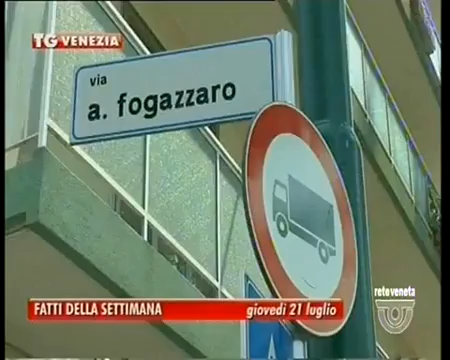 TG VENEZIA
via
a. fogazzaro
FATTI DELLA SETTIMANA
giovedì 21 luglio
reteveneta